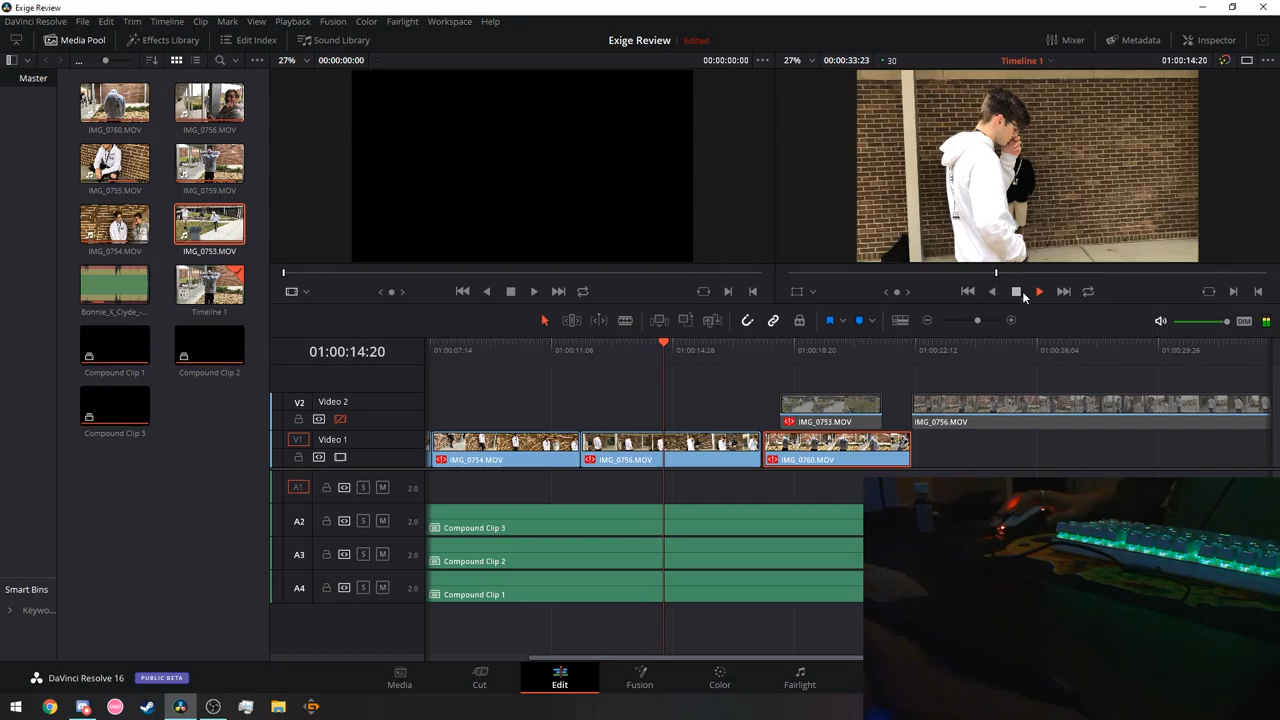 Exige Review
DaVinci Resolve File Edit Trim Timeline Clip Mark View Playback Fusion Color Fairlight Workspace Help
Media Pool Effects Library Edit Index Sound Library Exige Review Edited Mixer Metadata Inspector
... 27% 00:00:00:00 00:00:00:00 27% 00:00:33:23 30 Timeline 1 01:00:14:20
Master
IMG_0760.MOV IMG_0756.MOV
IMG_0755.MOV IMG_0759.MOV
IMG_0754.MOV IMG_0753.MOV
Bonnie_X_Clyde_-... Timeline 1
Compound Clip 1 Compound Clip 2
Compound Clip 3
Smart Bins
Keywo...
DIM
01:00:14:20 01:00:07:14 01:00:11:06 01:00:14:28 01:00:18:20 01:00:22:12 01:00:26:04 01:00:29:26
V2 Video 2
IMG_0753.MOV IMG_0756.MOV
V1 Video 1
IMG_0754.MOV IMG_0756.MOV IMG_0760.MOV
A1 S M 2.0
A2 S M 2.0 Compound Clip 3
A3 S M 2.0 Compound Clip 2
A4 S M 2.0 Compound Clip 1
DaVinci Resolve 16 PUBLIC BETA
Media Cut Edit Fusion Color Fairlight